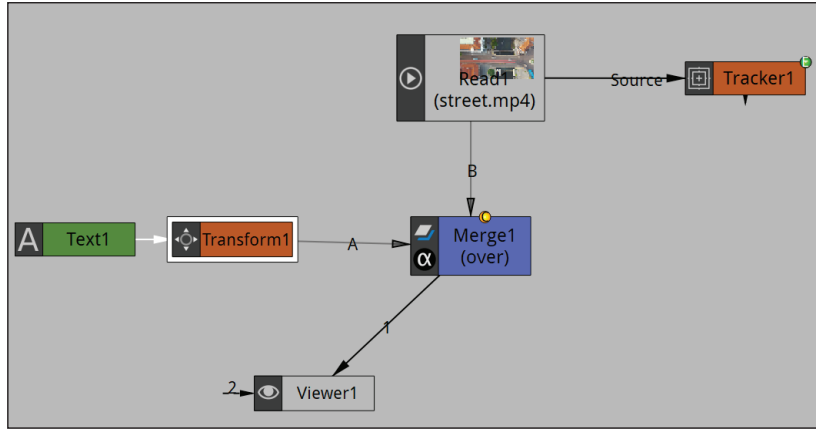 Read1
(street.mp4)
Source
Tracker1
E
B
A
Text1
Transform1
A
α
Merge1
(over)
C
1
2
Viewer1